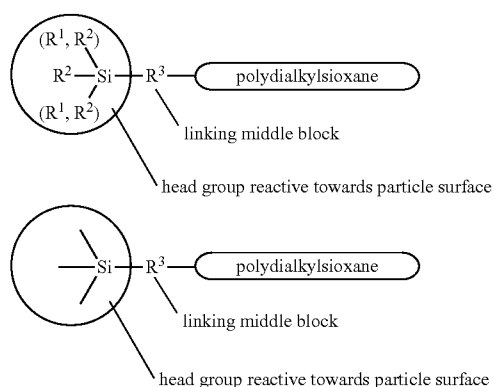 (R¹, R²)
R² Si R³ polydialkylsioxane
(R¹, R²)
linking middle block
head group reactive towards particle surface
Si R³ polydialkylsioxane
linking middle block
head group reactive towards particle surface